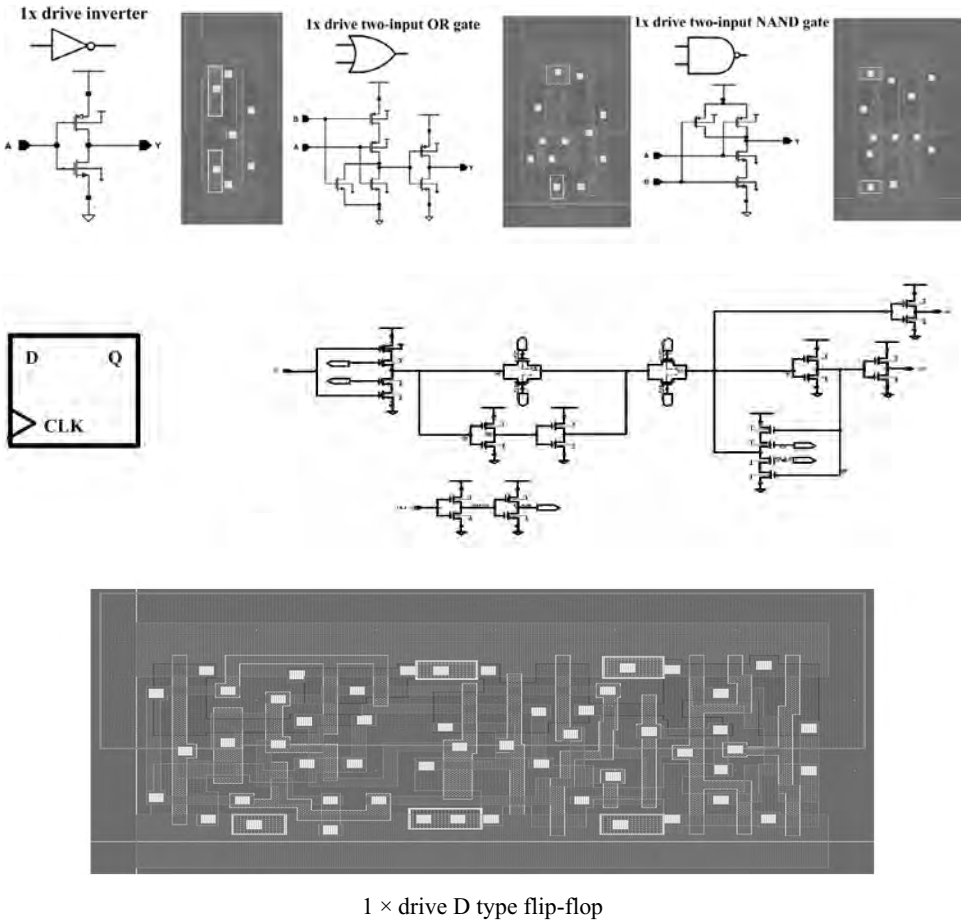 1x drive inverter
1x drive two-input OR gate
1x drive two-input NAND gate
A
Y
B
A
Y
A
B
Y
D Q
CLK
1 × drive D type flip-flop